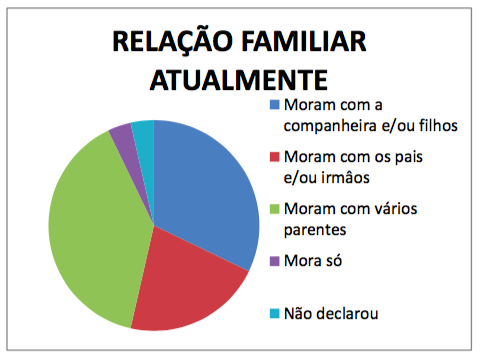 RELAÇÃO FAMILIAR
ATUALMENTE
Moram com a
companheira e/ou filhos
Moram com os pais
e/ou irmâos
Moram com vários
parentes
Mora só
Não declarou